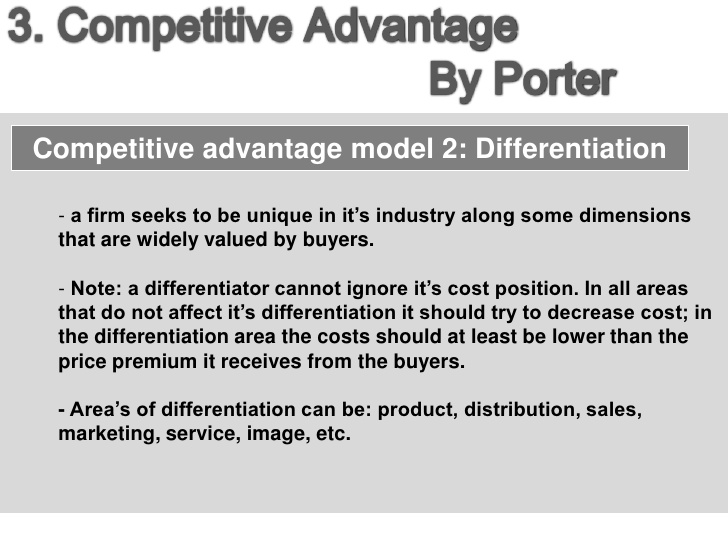 3. Competitive Advantage
By Porter
Competitive advantage model 2: Differentiation
- a firm seeks to be unique in it’s industry along some dimensions
that are widely valued by buyers.
- Note: a differentiator cannot ignore it’s cost position. In all areas
that do not affect it’s differentiation it should try to decrease cost; in
the differentiation area the costs should at least be lower than the
price premium it receives from the buyers.
- Area’s of differentiation can be: product, distribution, sales,
marketing, service, image, etc.